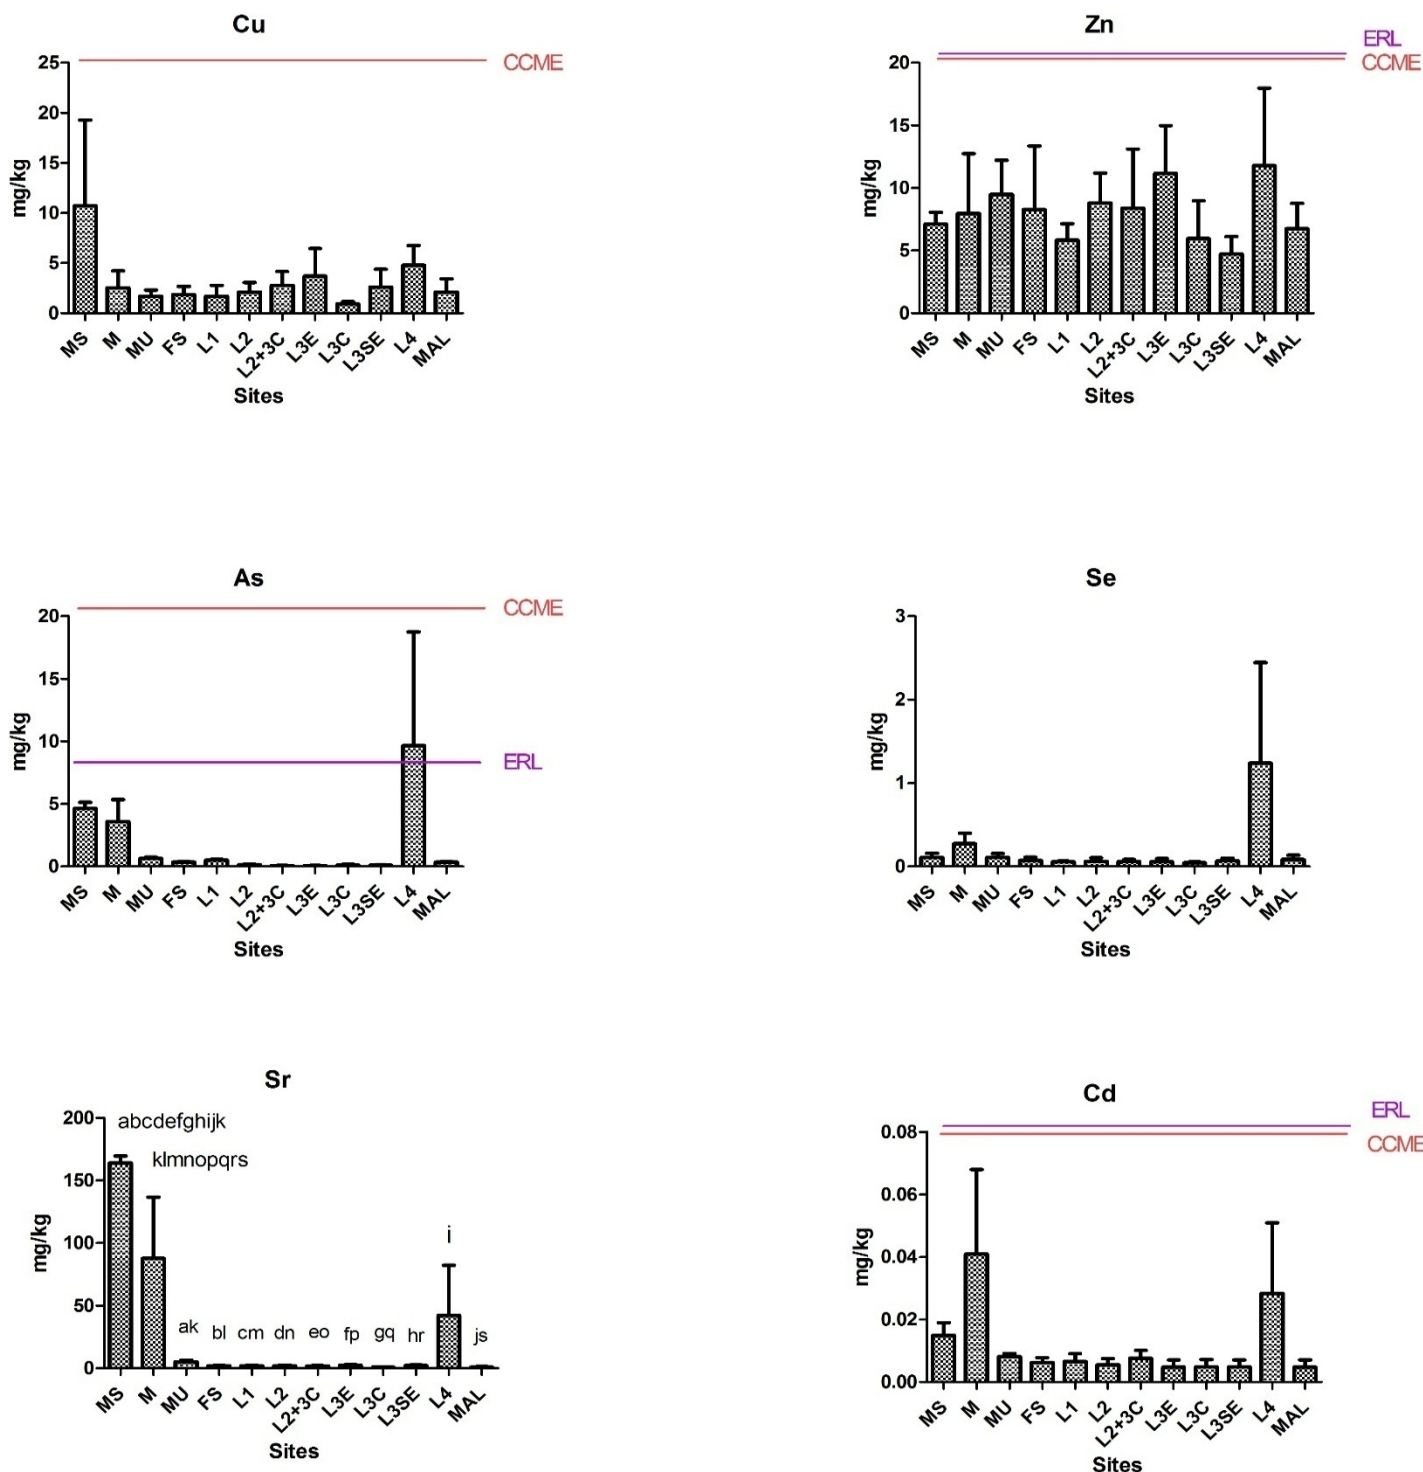 Cu
CCME
25
20
15
10
5
0
mg/kg
MS
M
MU
FS
L1
L2
L2+3C
L3E
L3C
L3SE
L4
MAL
Sites
Zn
ERL
CCME
20
15
10
5
0
mg/kg
MS
M
MU
FS
L1
L2
L2+3C
L3E
L3C
L3SE
L4
MAL
Sites
As
CCME
20
15
10
5
0
mg/kg
ERL
MS
M
MU
FS
L1
L2
L2+3C
L3E
L3C
L3SE
L4
MAL
Sites
Se
3
2
1
0
mg/kg
MS
M
MU
FS
L1
L2
L2+3C
L3E
L3C
L3SE
L4
MAL
Sites
Sr
200
150
100
50
0
mg/kg
abcdefghijk
klmnopqrs
ak
bl
cm
dn
eo
fp
gq
hr
i
js
MS
M
MU
FS
L1
L2
L2+3C
L3E
L3C
L3SE
L4
MAL
Sites
Cd
ERL
CCME
0.08
0.06
0.04
0.02
0.00
mg/kg
MS
M
MU
FS
L1
L2
L2+3C
L3E
L3C
L3SE
L4
MAL
Sites